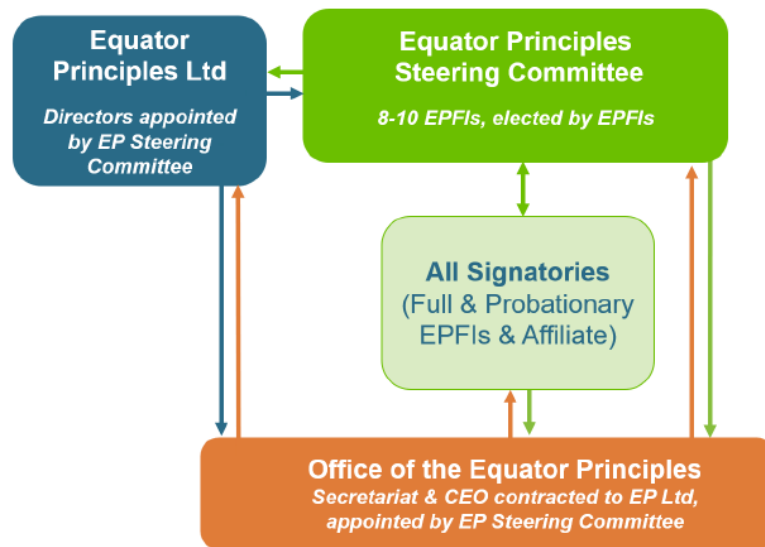 Equator
Principles Ltd
Directors appointed
by EP Steering
Committee
Equator Principles
Steering Committee
8-10 EPFIs, elected by EPFIs
All Signatories
(Full & Probationary
EPFIs & Affiliate)
Office of the Equator Principles
Secretariat & CEO contracted to EP Ltd,
appointed by EP Steering Committee